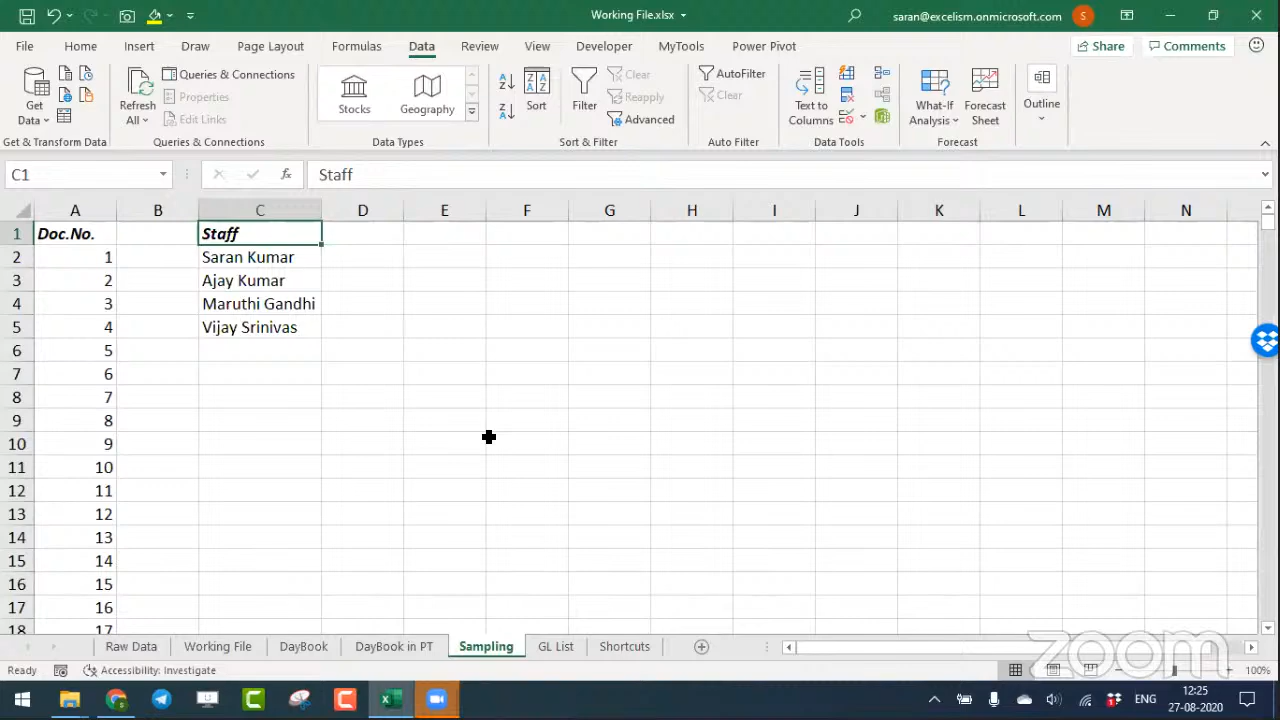 Working File.xlsx
saran@excelism.onmicrosoft.com
S
File Home Insert Draw Page Layout Formulas Data Review View Developer MyTools Power Pivot Share Comments
Get Data
Refresh All
Queries & Connections
Properties
Edit Links
Stocks
Geography
Sort
Filter
Clear
Reapply
Advanced
AutoFilter
Clear
Text to Columns
What-If Analysis
Forecast Sheet
Outline
Get & Transform Data Queries & Connections Data Types Sort & Filter Auto Filter Data Tools Forecast
C1 fx Staff
A B C D E F G H I J K L M N
1 Doc.No. Staff
2 1 Saran Kumar
3 2 Ajay Kumar
4 3 Maruthi Gandhi
5 4 Vijay Srinivas
6 5
7 6
8 7
9 8
10 9
11 10
12 11
13 12
14 13
15 14
16 15
17 16
18 17
Raw Data Working File DayBook DayBook in PT Sampling GL List Shortcuts
zoom
Ready Accessibility: Investigate 100%
ENG 12:25
27-08-2020